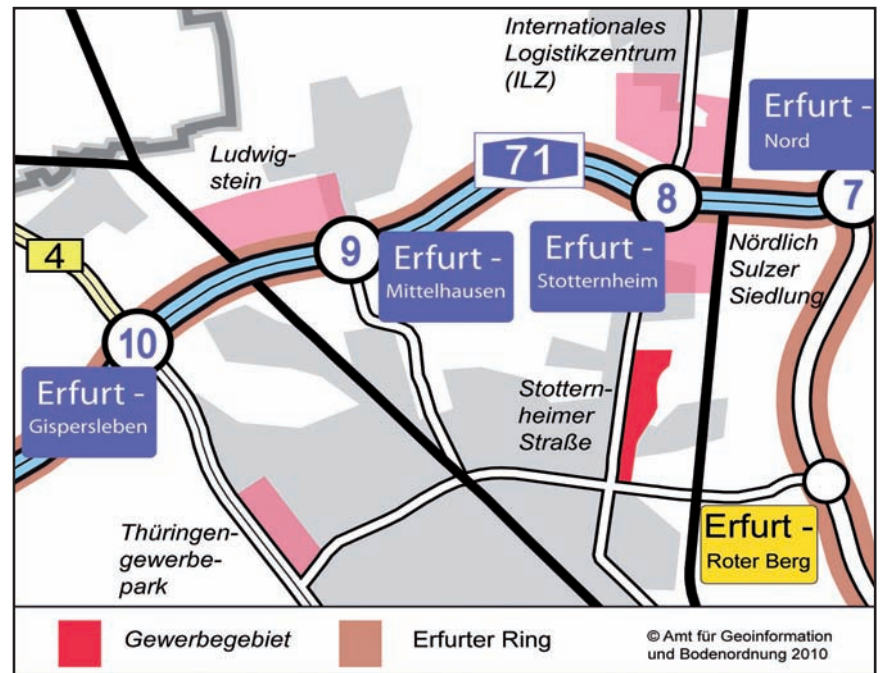 Internationales
Logistikzentrum
(ILZ)
Erfurt -
Nord
Ludwig-
stein
71
8
7
4
9
Erfurt -
Mittelhausen
Erfurt -
Stotternheim
Nördlich
Sulzer
Siedlung
10
Erfurt -
Gispersleben
Stottern-
heimer
Straße
Thüringen-
gewerbe-
park
Erfurt -
Roter Berg
Gewerbegebiet
Erfurter Ring
© Amt für Geoinformation
und Bodenordnung 2010